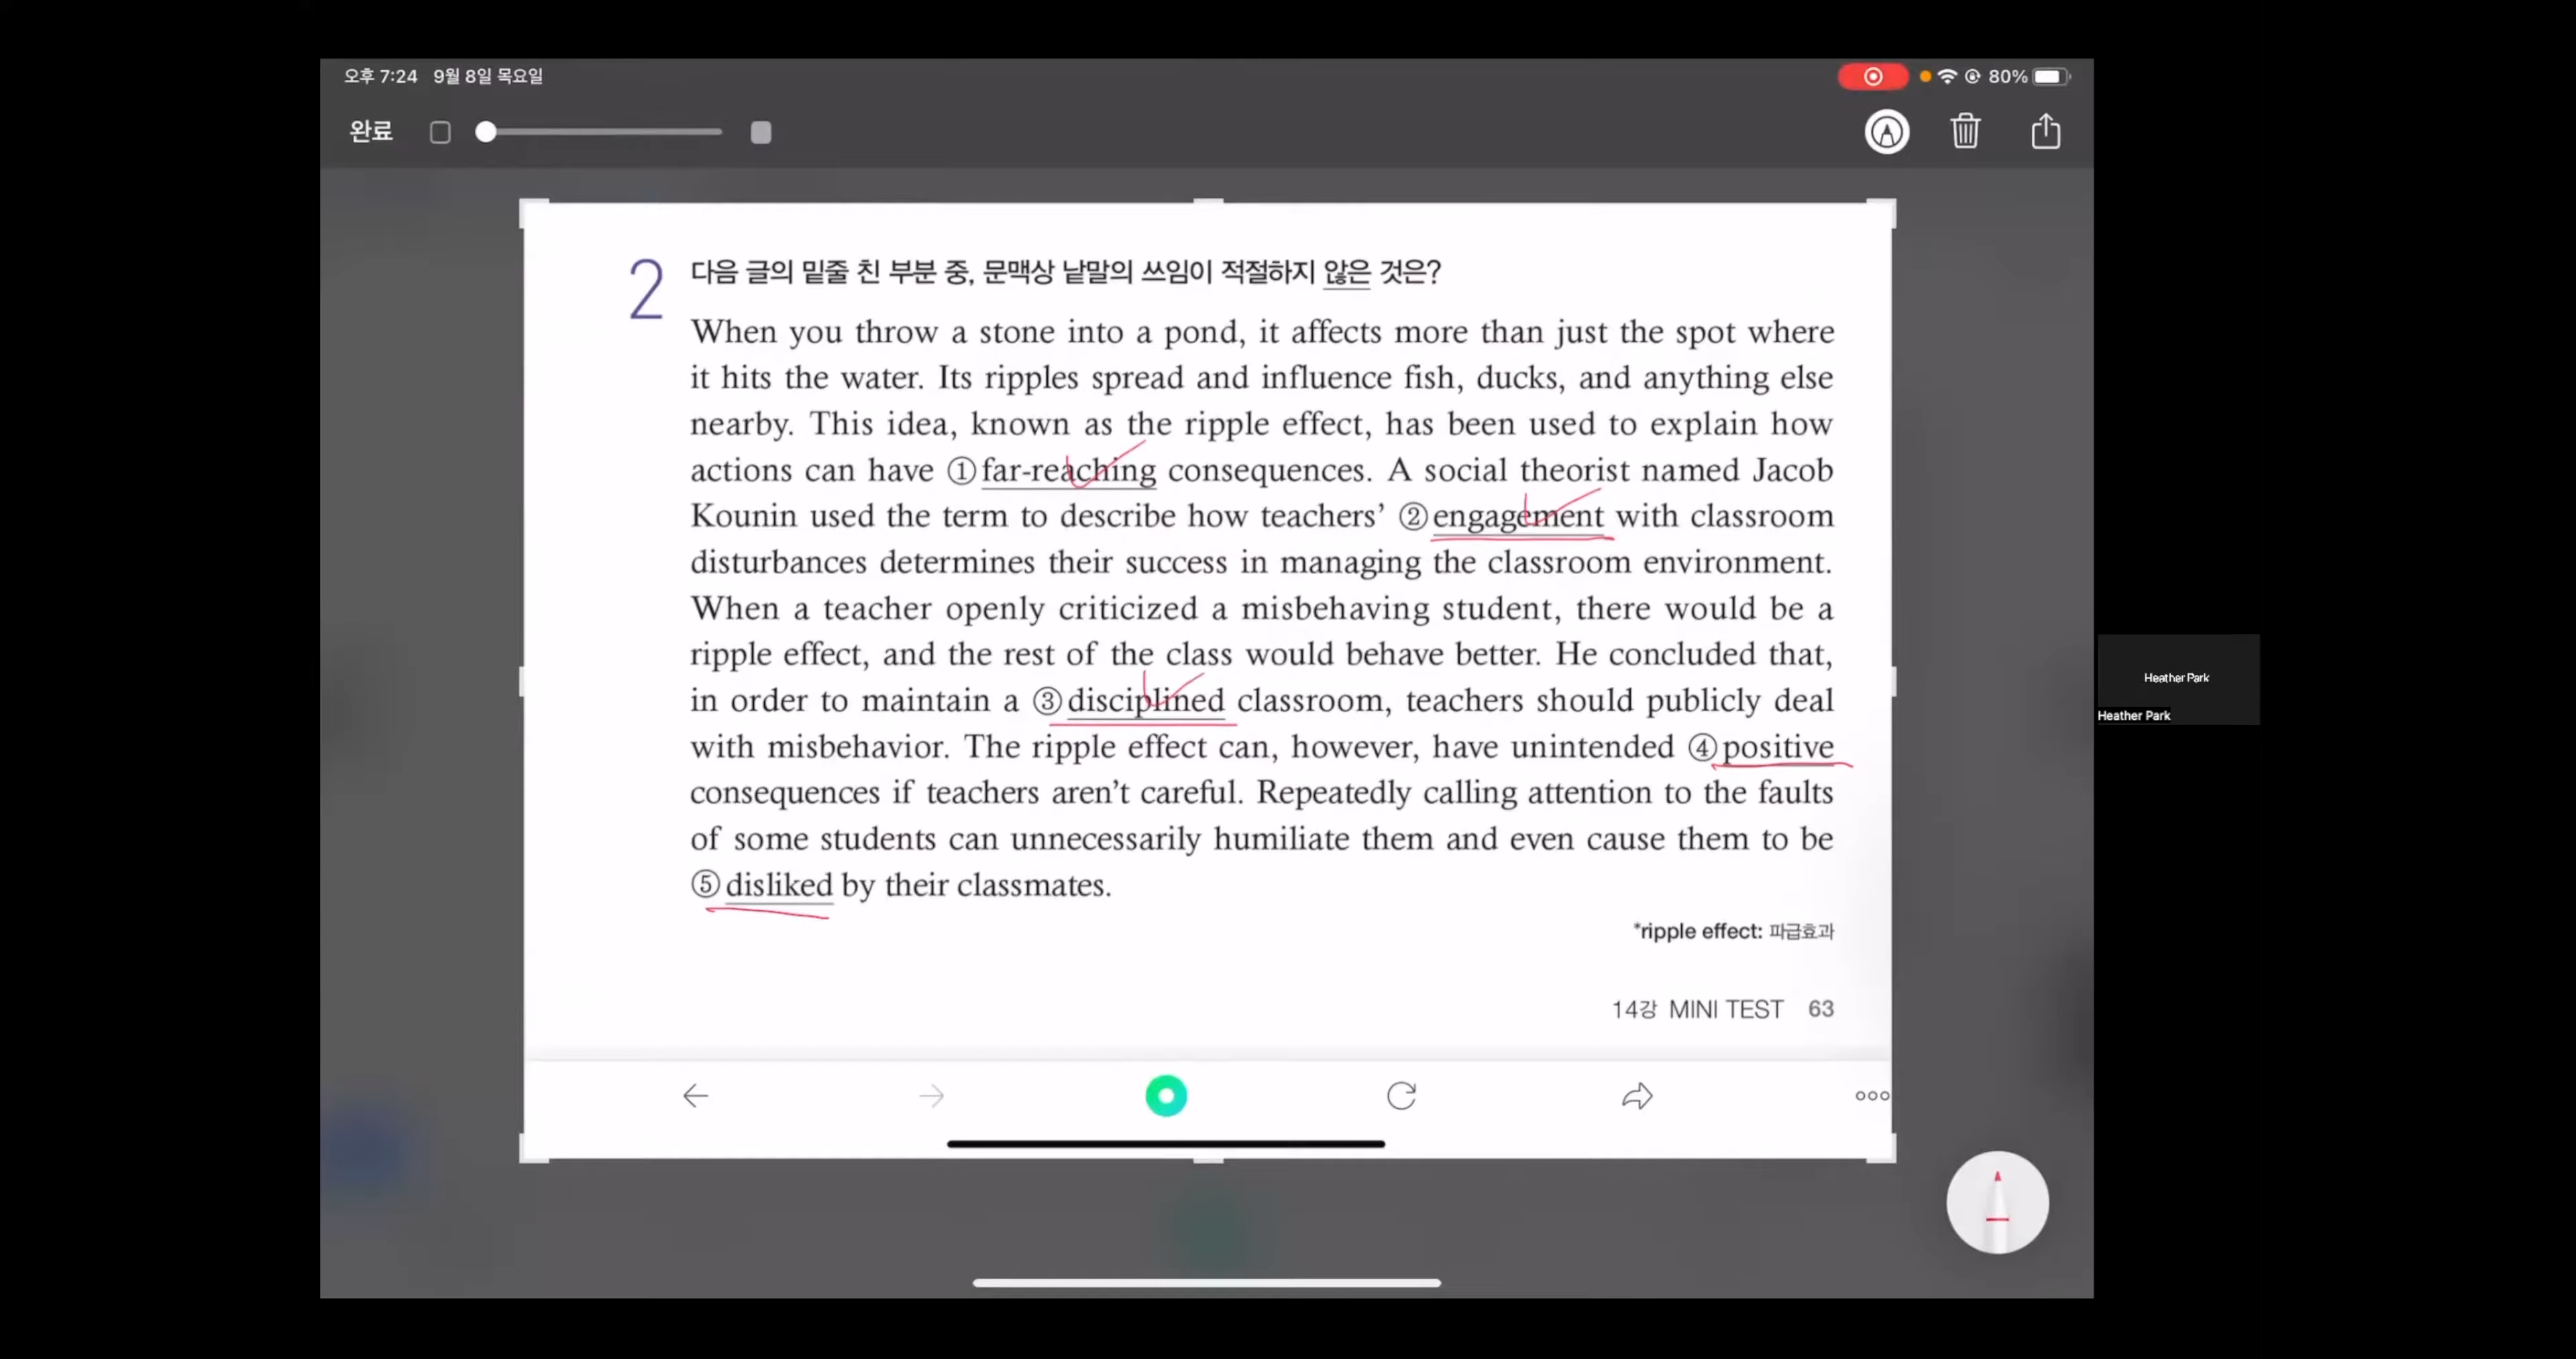 오후 7:24 9월 8일 목요일
80%
완료
2 다음 글의 밑줄 친 부분 중, 문맥상 낱말의 쓰임이 적절하지 않은 것은?
When you throw a stone into a pond, it affects more than just the spot where
it hits the water. Its ripples spread and influence fish, ducks, and anything else
nearby. This idea, known as the ripple effect, has been used to explain how
actions can have ①far-reaching consequences. A social theorist named Jacob
Kounin used the term to describe how teachers’ ②engagement with classroom
disturbances determines their success in managing the classroom environment.
When a teacher openly criticized a misbehaving student, there would be a
ripple effect, and the rest of the class would behave better. He concluded that,
in order to maintain a ③disciplined classroom, teachers should publicly deal
with misbehavior. The ripple effect can, however, have unintended ④positive
consequences if teachers aren’t careful. Repeatedly calling attention to the faults
of some students can unnecessarily humiliate them and even cause them to be
⑤disliked by their classmates.
*ripple effect: 파급효과
14강 MINI TEST 63
Heather Park
Heather Park